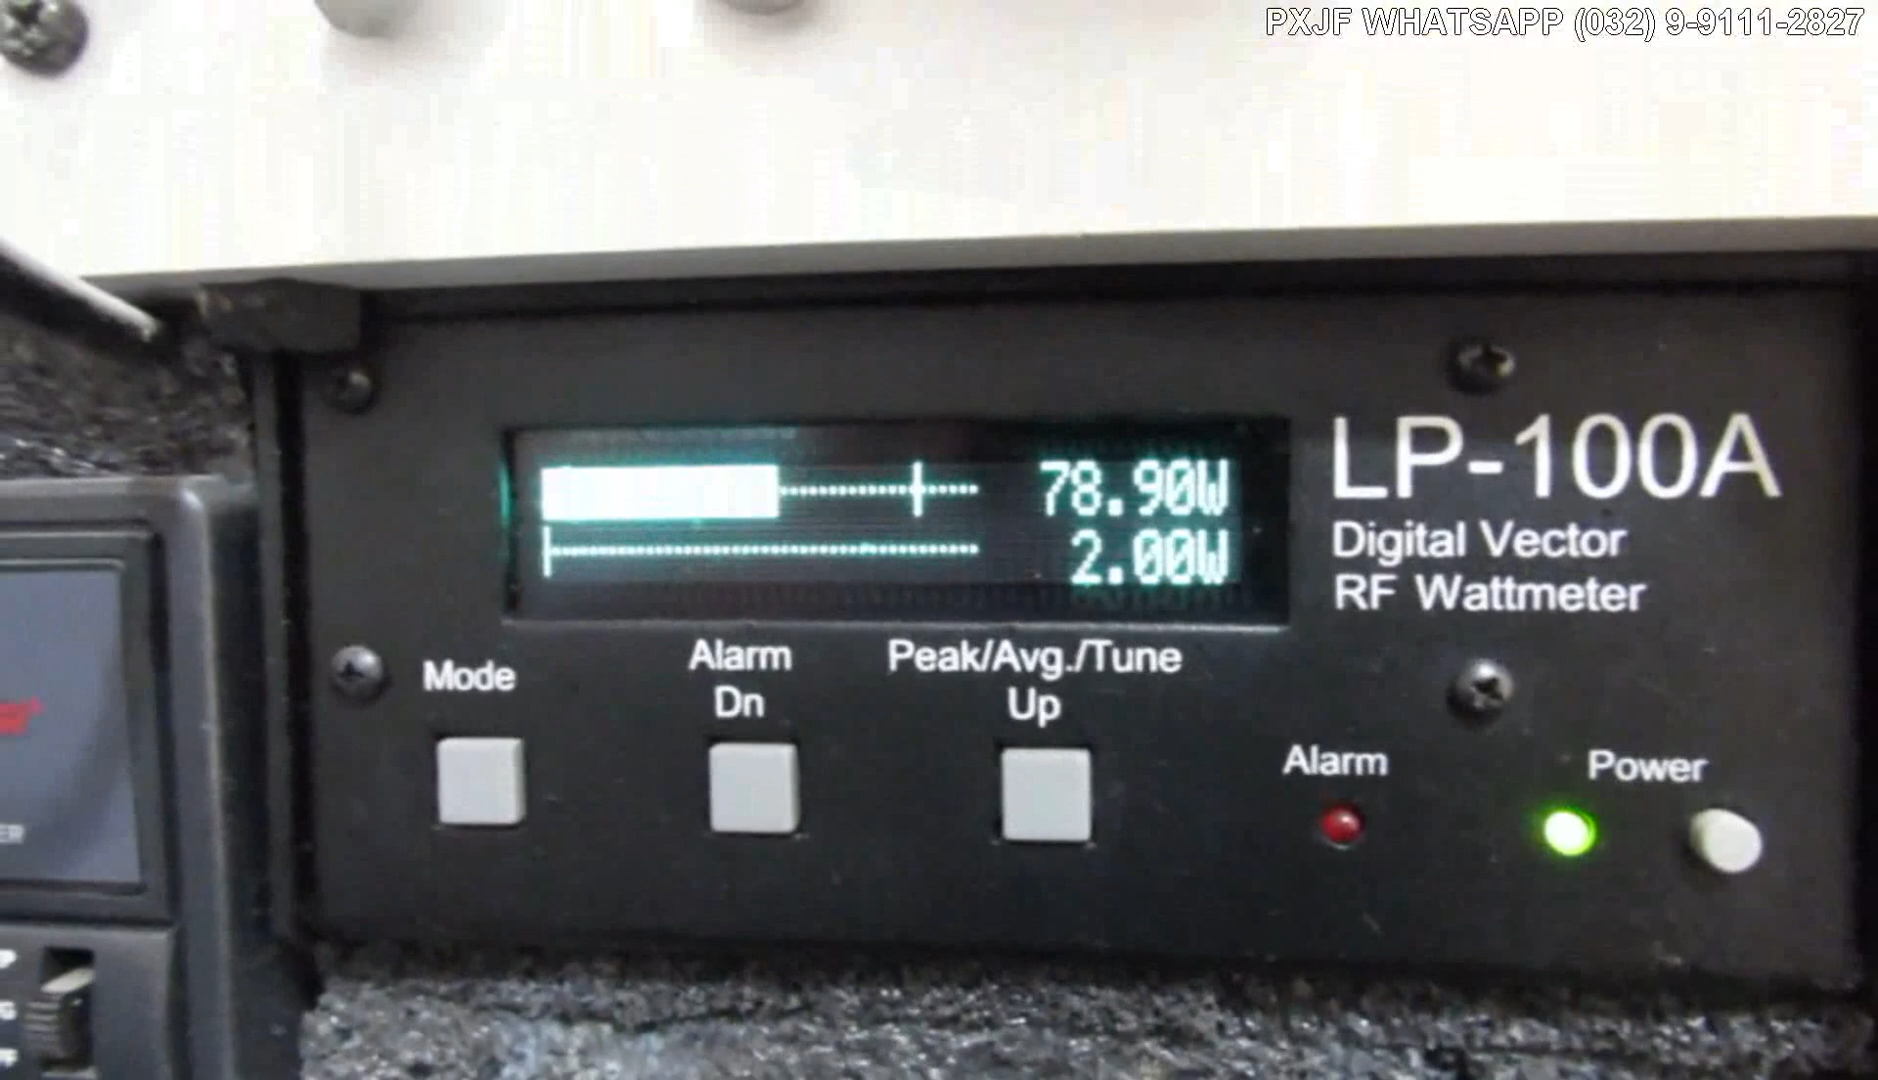 PXJF WHATSAPP (032) 9-9111-2827
LP-100A
Digital Vector
RF Wattmeter
78.90W
2.00W
Mode
Alarm
Dn
Peak/Avg./Tune
Up
Alarm
Power